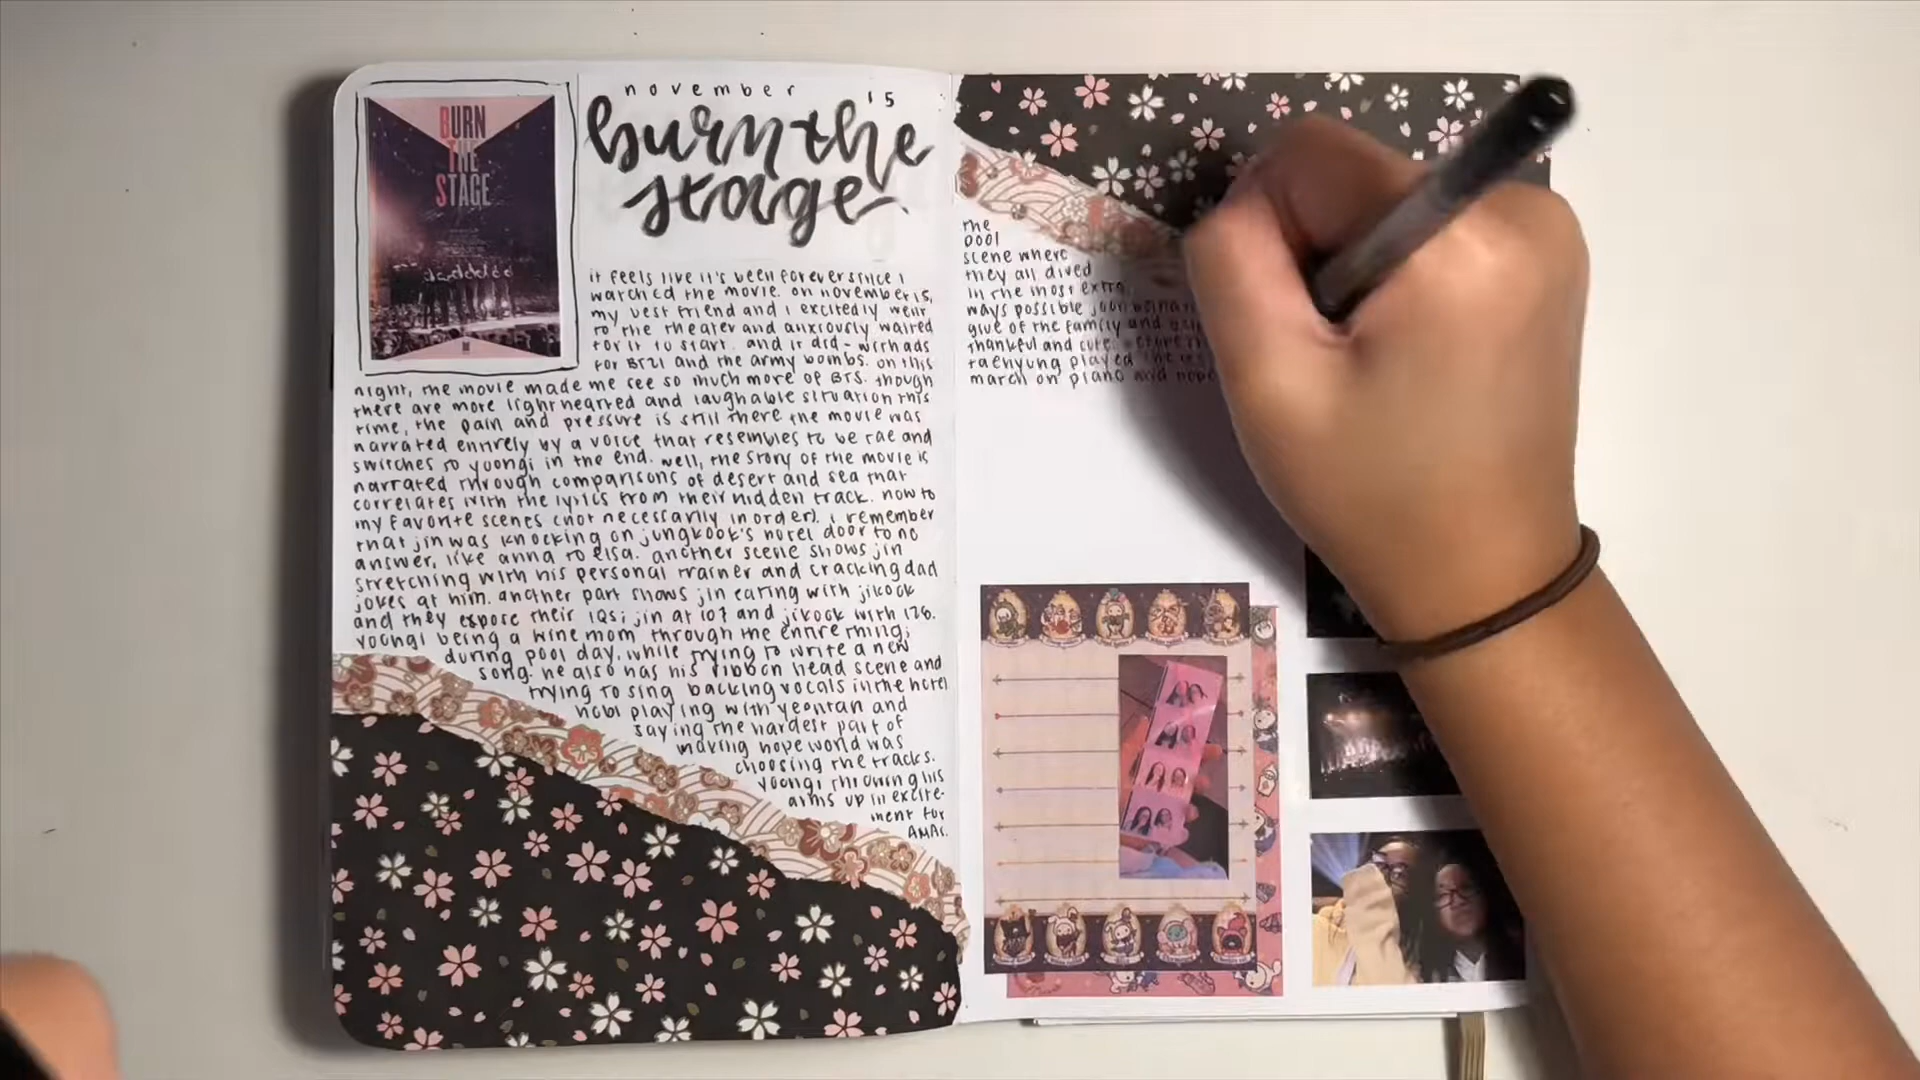 BURN
THE
STAGE
november
'15
burn the
stage
it feels like it's been forever since i
watched the movie. on november 15,
my best friend and i excitedly went
to the theater and anxiously waited
for it to start. and it did - with ads
for BT21 and the army bombs. on this
night, the movie made me see so much more of BTS. though
there are more lighthearted and laughable situation this
time, the pain and pressure is still there the movie was
narrated entirely by a voice that resembles to be tae and
switches to yoongi in the end. well, the story of the movie is
narrated through comparisons of desert and sea that
correlates with the lyrics from their hidden track. now to
my favorite scenes (not necessarily in order). i remember
that jin was knocking on jungkook's hotel door to no
answer, like anna to elsa. another scene shows jin
stretching with his personal trainer and cracking dad
jokes at him. another part shows jin eating with jikook
and they expose their IQs; jin at 107 and jikook with 126.
yoongi being a wine mom through the entire thing;
during pool day, while trying to write a new
song. he also has his ribbon head scene and
trying to sing backing vocals in the hotel
hobi playing with yeontan and
saying the hardest part of
making hope world was
choosing the tracks.
yoongi throwing his
arms up in excite-
ment for
AMAs.
the
pool
scene where
they all dived
in the most extra
ways possible joon being
glue of the family and
thankful and cute.
taehyung played the
march on piano and